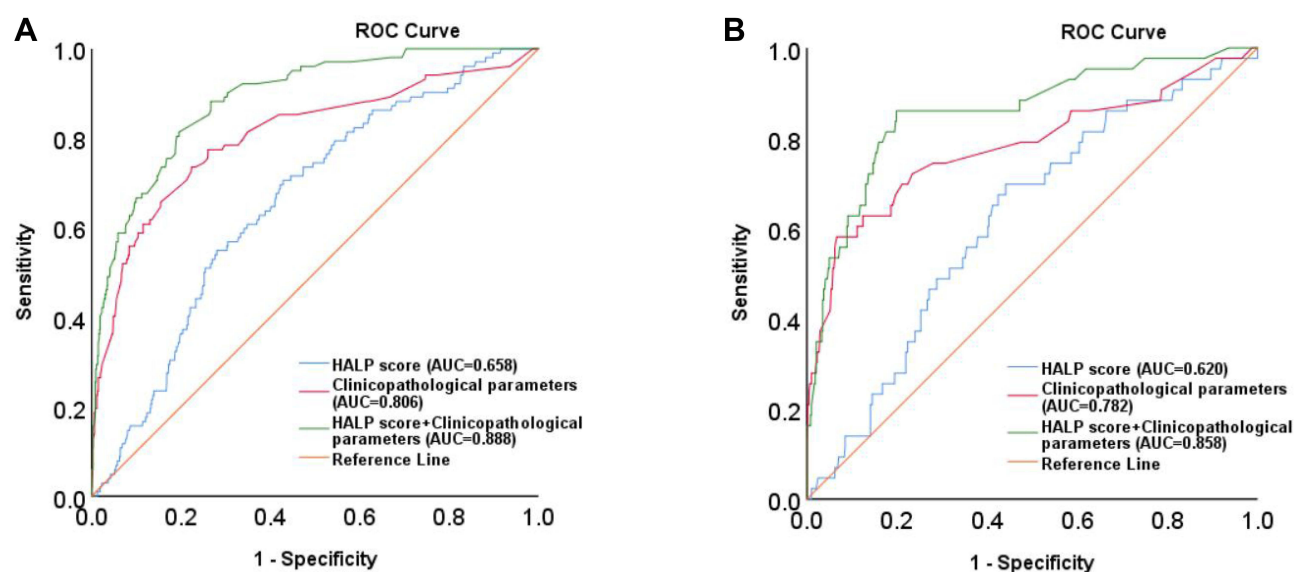 A
ROC Curve
1.0
0.8
0.6
0.4
0.2
0.0
Sensitivity
HALP score (AUC=0.658)
Clinicopathological parameters
(AUC=0.806)
HALP score+Clinicopathological
parameters (AUC=0.888)
Reference Line
0.0 0.2 0.4 0.6 0.8 1.0
1 - Specificity
B
ROC Curve
1.0
0.8
0.6
0.4
0.2
0.0
Sensitivity
HALP score (AUC=0.620)
Clinicopathological parameters
(AUC=0.782)
HALP score+Clinicopathological
parameters (AUC=0.858)
Reference Line
0.0 0.2 0.4 0.6 0.8 1.0
1 - Specificity